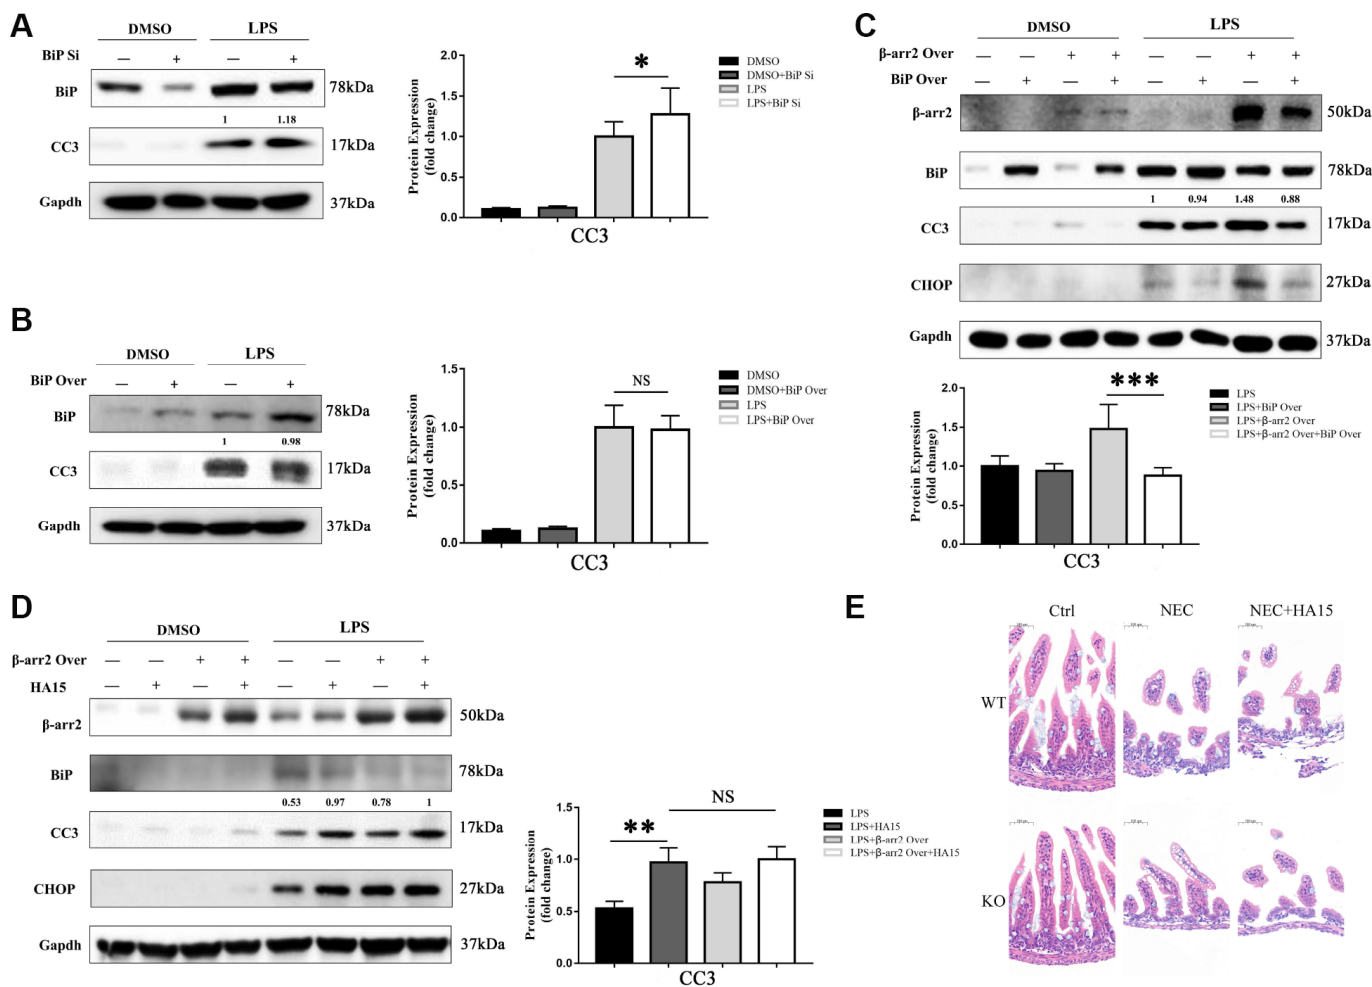 A
DMSO LPS
BiP Si — + — +
BiP 78kDa
1 1.18
CC3 17kDa
Gapdh 37kDa
Protein Expression
(fold change)
2.0
1.5
1.0
0.5
0.0
*
CC3
DMSO
DMSO+BiP Si
LPS
LPS+BiP Si
B
DMSO LPS
BiP Over — + — +
BiP 78kDa
1 0.98
CC3 17kDa
Gapdh 37kDa
Protein Expression
(fold change)
1.5
1.0
0.5
0.0
NS
CC3
DMSO
DMSO+BiP Over
LPS
LPS+BiP Over
C
DMSO LPS
β-arr2 Over — — + + — — + +
BiP Over — + — + — + — +
β-arr2 50kDa
BiP 78kDa
1 0.94 1.48 0.88
CC3 17kDa
CHOP 27kDa
Gapdh 37kDa
Protein Expression
(fold change)
2.0
1.5
1.0
0.5
0.0
***
CC3
LPS
LPS+BiP Over
LPS+β-arr2 Over
LPS+β-arr2 Over+BiP Over
D
DMSO LPS
β-arr2 Over — — + + — — + +
HA15 — + — + — + — +
β-arr2 50kDa
BiP 78kDa
0.53 0.97 0.78 1
CC3 17kDa
CHOP 27kDa
Gapdh 37kDa
Protein Expression
(fold change)
1.5
1.0
0.5
0.0
**
NS
CC3
LPS
LPS+HA15
LPS+β-arr2 Over
LPS+β-arr2 Over+HA15
E
Ctrl NEC NEC+HA15
WT
KO